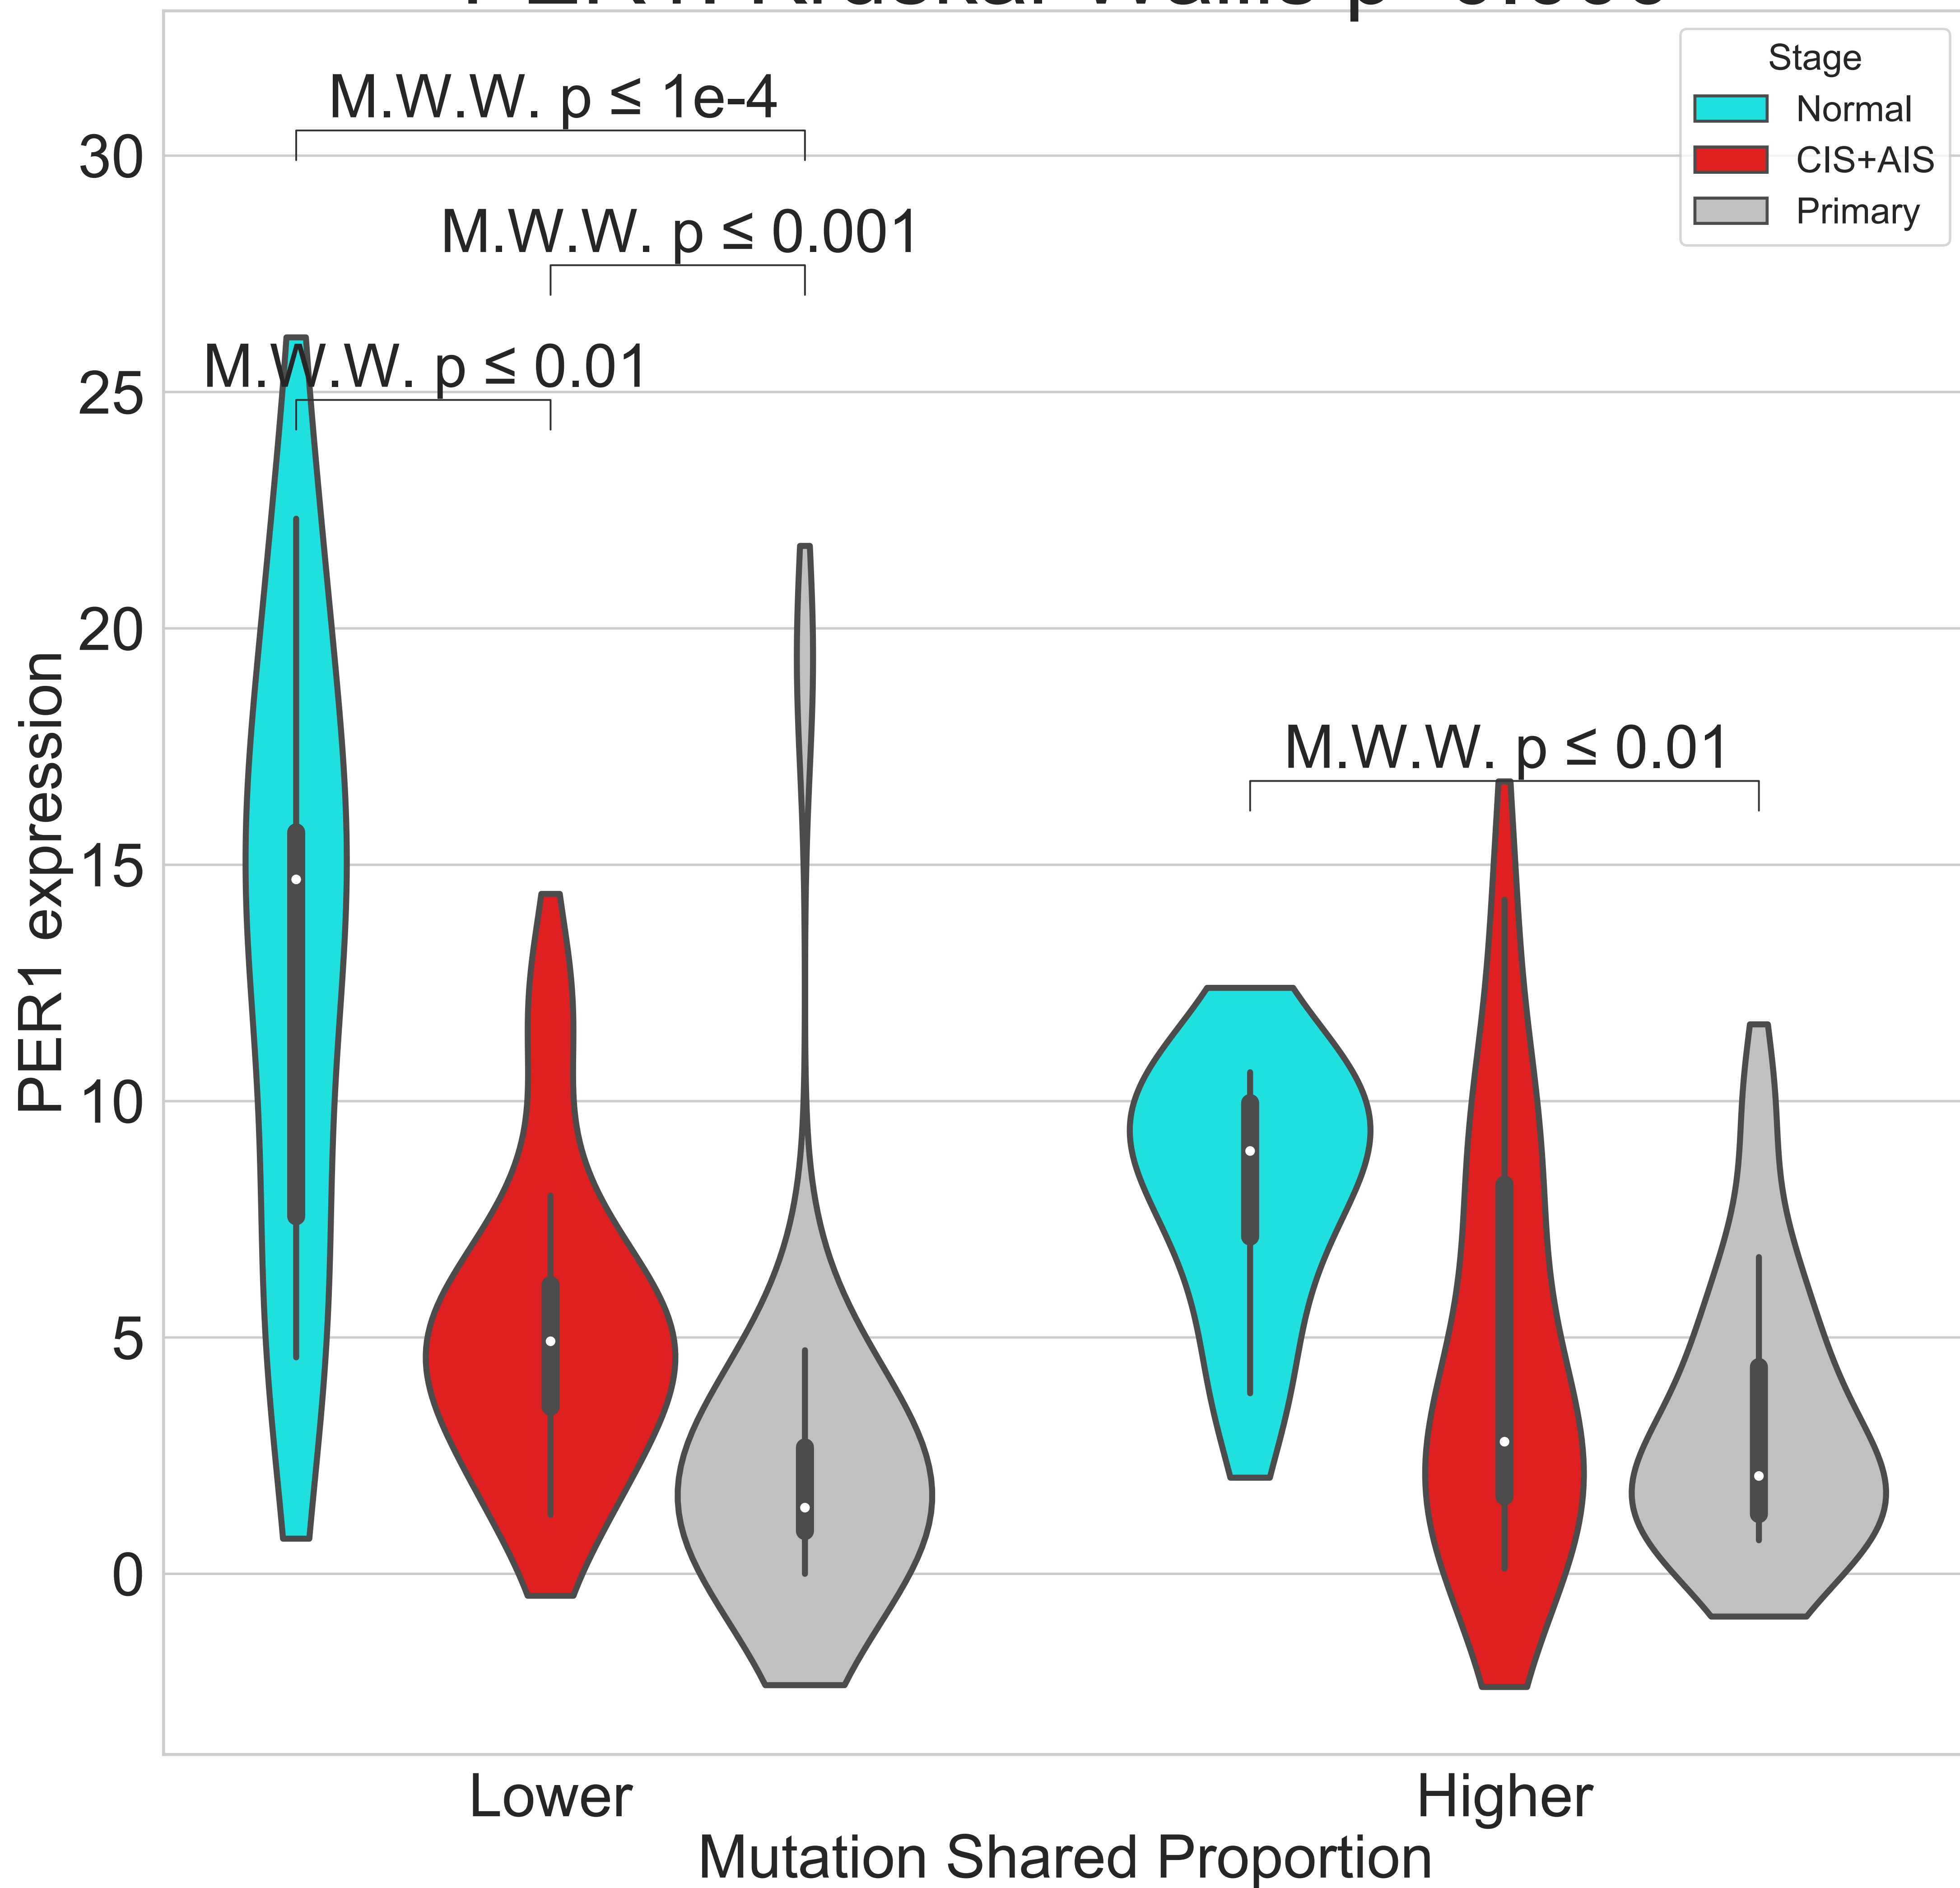 Stage
Normal
CIS+AIS
Primary
M.W.W. p ≤ 1e-4
M.W.W. p ≤ 0.001
M.W.W. p ≤ 0.01
M.W.W. p ≤ 0.01
30
25
20
15
10
5
0
PER1 expression
Lower
Higher
Mutation Shared Proportion